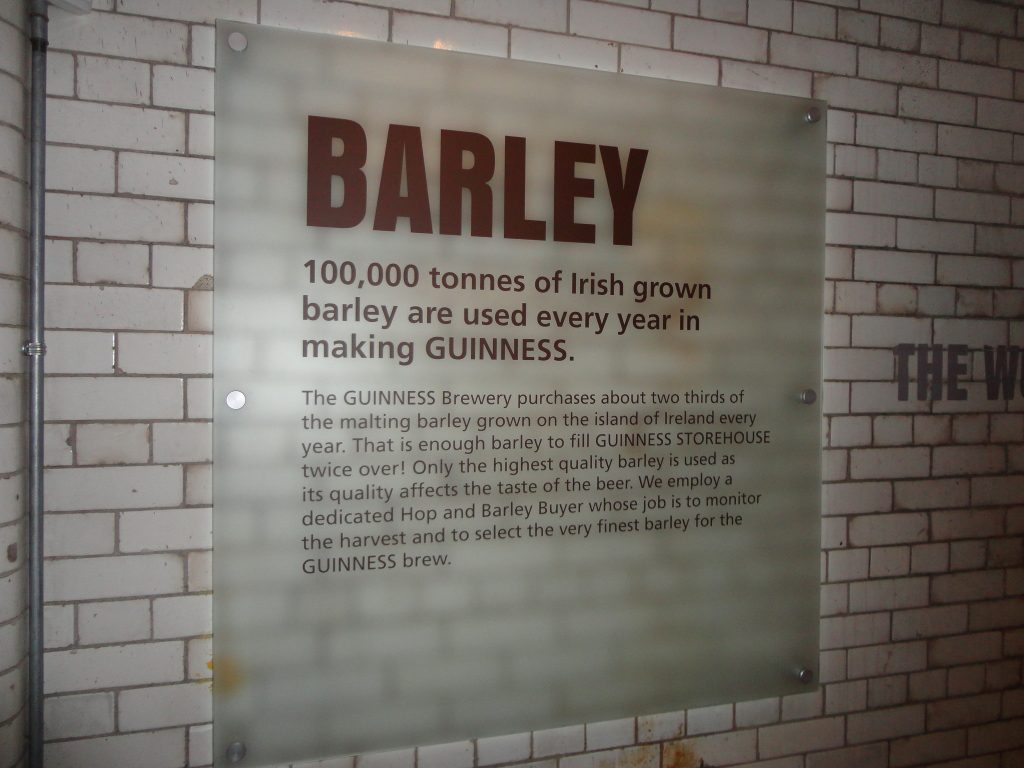 BARLEY
100,000 tonnes of Irish grown
barley are used every year in
making GUINNESS.
The GUINNESS Brewery purchases about two thirds of
the malting barley grown on the island of Ireland every
year. That is enough barley to fill GUINNESS STOREHOUSE
twice over! Only the highest quality barley is used as
its quality affects the taste of the beer. We employ a
dedicated Hop and Barley Buyer whose job is to monitor
the harvest and to select the very finest barley for the
GUINNESS brew.
THE